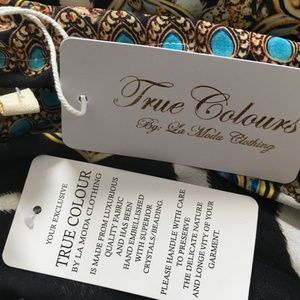 True Colours
By: La Moda Clothing
YOUR EXCLUSIVE
TRUE COLOUR
BY LA MODA CLOTHING
IS MADE FROM LUXURIOUS
QUALITY FABRIC
AND HAS BEEN
HAND EMBELLISHED
WITH SUPERIOR
CRYSTALS/BEADING.
PLEASE HANDLE WITH CARE
TO PRESERVE
THE DELICATE NATURE
AND LONGE VITY OF YOUR
GARMENT.